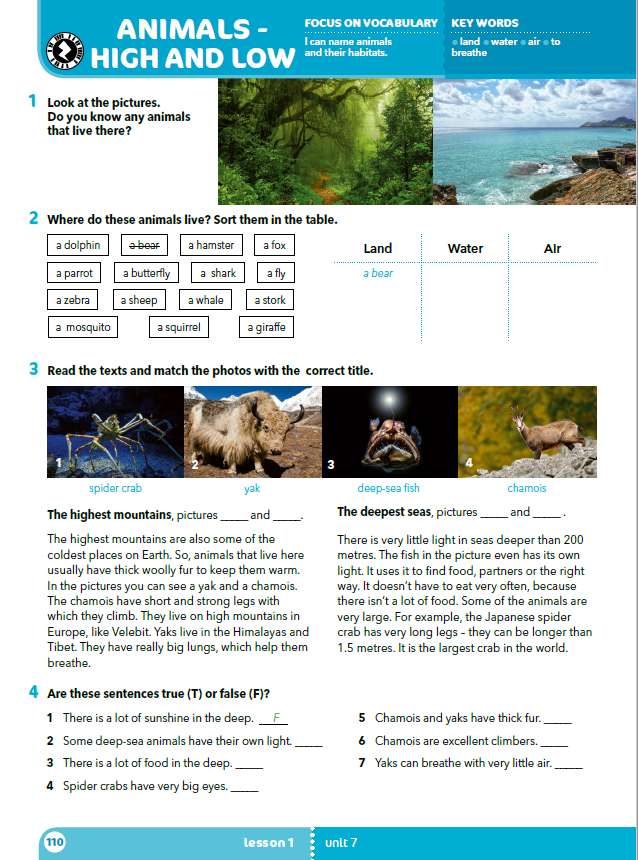 ANIMALS -
HIGH AND LOW
FOCUS ON VOCABULARY
I can name animals
and their habitats.
KEY WORDS
land water air to
breathe
1 Look at the pictures.
Do you know any animals
that live there?
2 Where do these animals live? Sort them in the table.
a dolphin a bear a hamster a fox
a parrot a butterfly a shark a fly
a zebra a sheep a whale a stork
a mosquito a squirrel a giraffe
Land Water Air
a bear
3 Read the texts and match the photos with the correct title.
1 2 3 4
spider crab yak deep-sea fish chamois
The highest mountains, pictures _____ and _____.
The highest mountains are also some of the
coldest places on Earth. So, animals that live here
usually have thick woolly fur to keep them warm.
In the pictures you can see a yak and a chamois.
The chamois have short and strong legs with
which they climb. They live on high mountains in
Europe, like Velebit. Yaks live in the Himalayas and
Tibet. They have really big lungs, which help them
breathe.
The deepest seas, pictures _____ and _____ .
There is very little light in seas deeper than 200
metres. The fish in the picture even has its own
light. It uses it to find food, partners or the right
way. It doesn't have to eat very often, because
there isn't a lot of food. Some of the animals are
very large. For example, the Japanese spider
crab has very long legs – they can be longer than
1.5 metres. It is the largest crab in the world.
4 Are these sentences true (T) or false (F)?
1 There is a lot of sunshine in the deep. F
2 Some deep-sea animals have their own light. _____
3 There is a lot of food in the deep. _____
4 Spider crabs have very big eyes. _____
5 Chamois and yaks have thick fur. _____
6 Chamois are excellent climbers. _____
7 Yaks can breathe with very little air. _____
110 lesson 1 unit 7